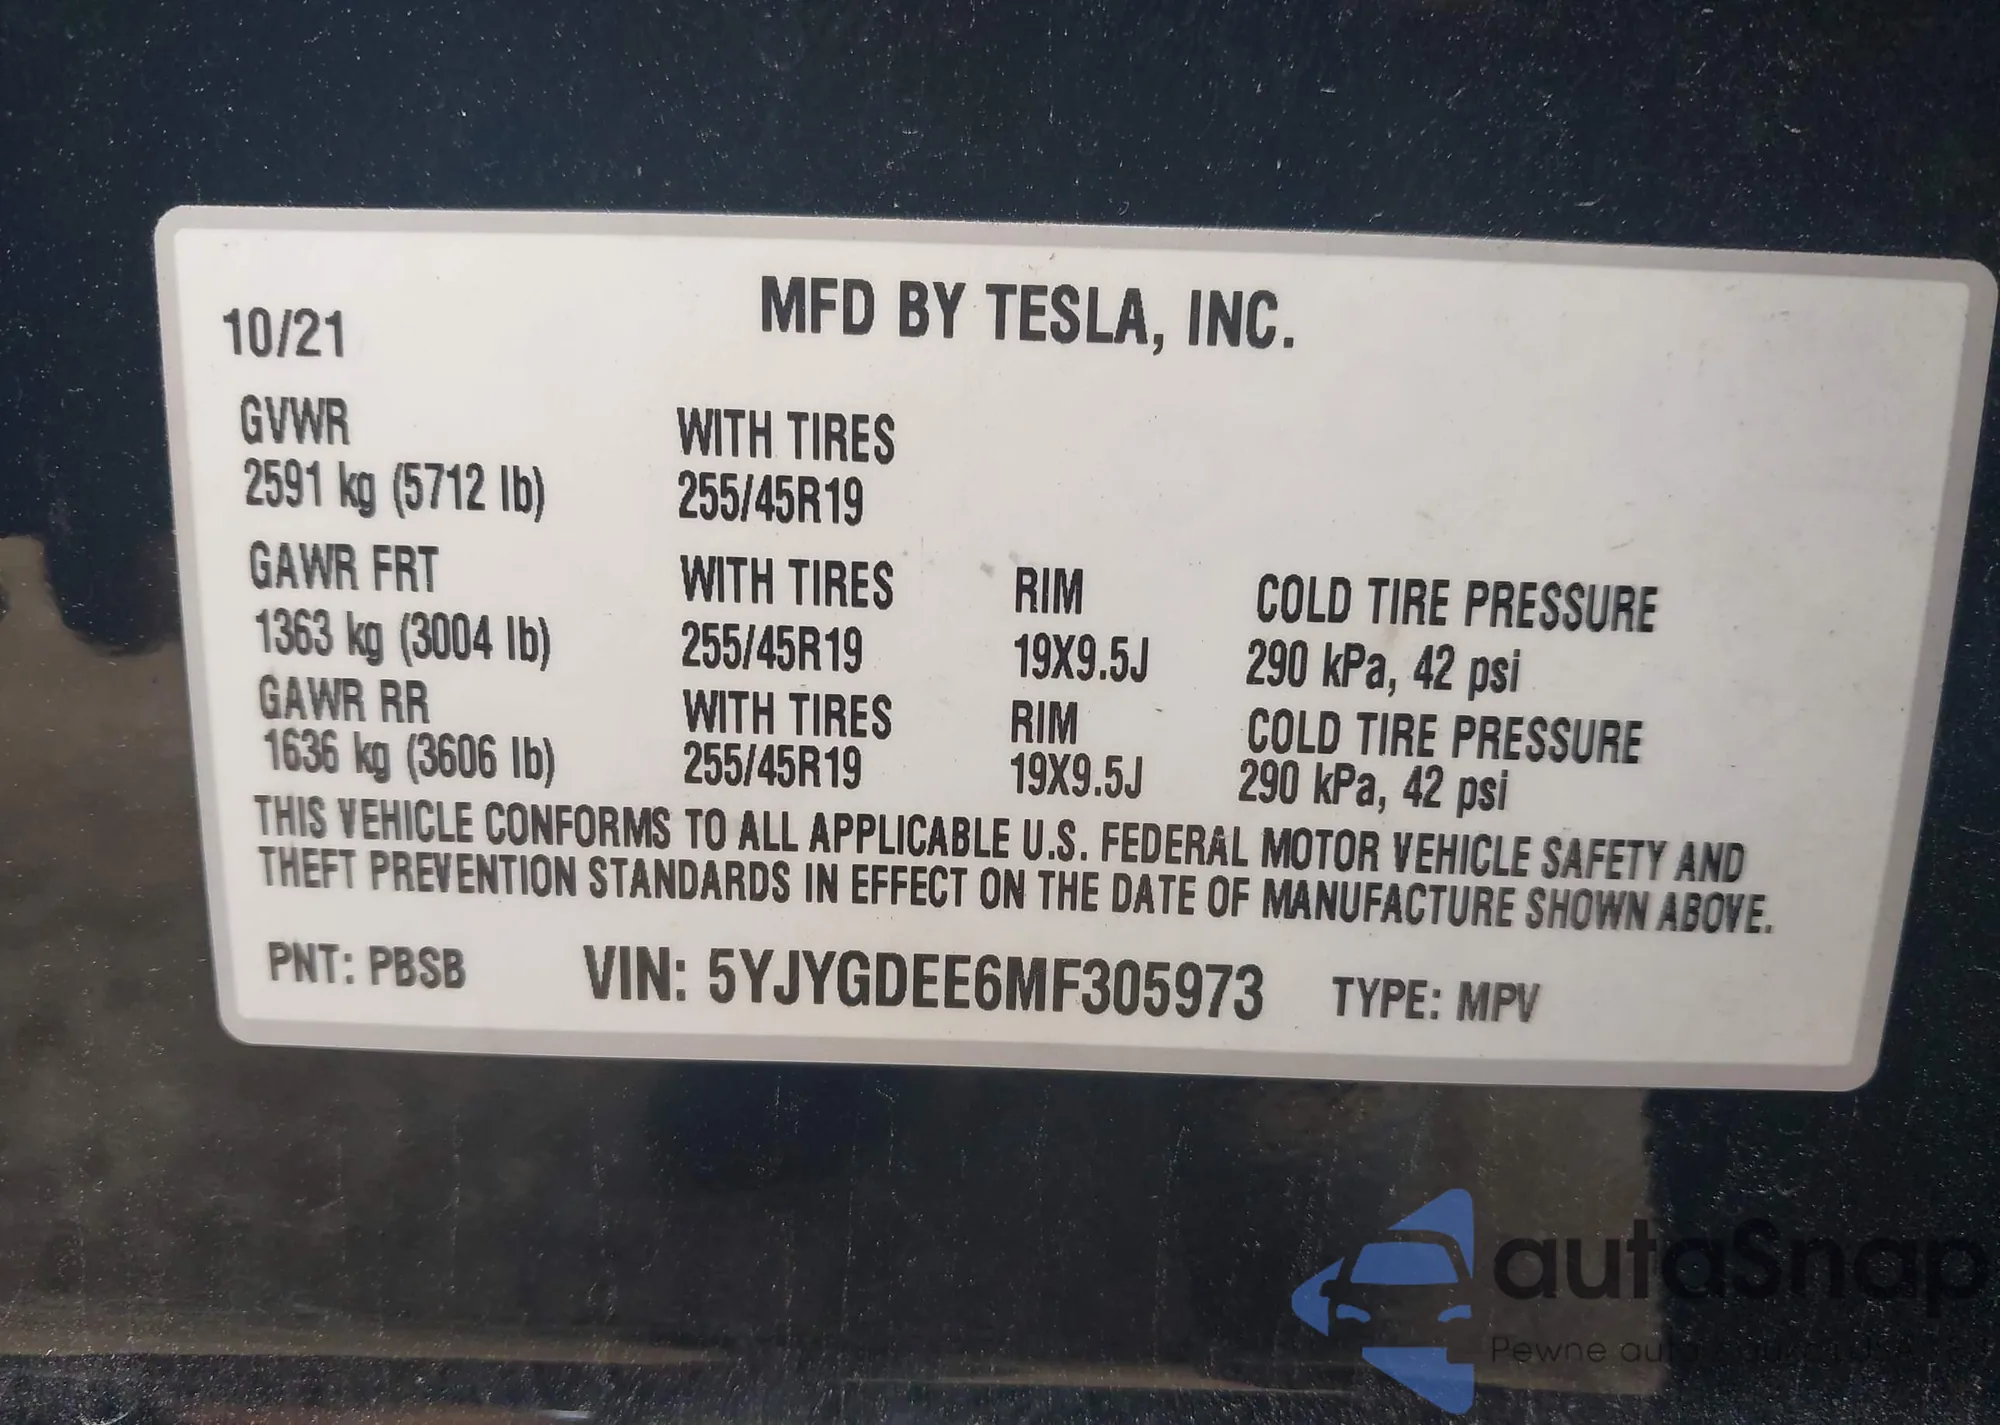 MFD BY TESLA, INC.
10/21
GVWR WITH TIRES
2591 kg (5712 lb) 255/45R19
GAWR FRT WITH TIRES RIM COLD TIRE PRESSURE
1363 kg (3004 lb) 255/45R19 19X9.5J 290 kPa, 42 psi
GAWR RR WITH TIRES RIM COLD TIRE PRESSURE
1636 kg (3606 lb) 255/45R19 19X9.5J 290 kPa, 42 psi
THIS VEHICLE CONFORMS TO ALL APPLICABLE U.S. FEDERAL MOTOR VEHICLE SAFETY AND
THEFT PREVENTION STANDARDS IN EFFECT ON THE DATE OF MANUFACTURE SHOWN ABOVE.
PNT: PBSB VIN: 5YJYGDEE6MF305973 TYPE: MPV
autaSnap
Pewne auta